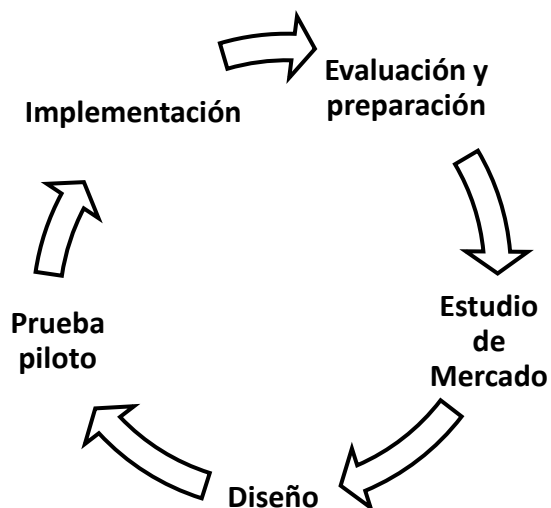 Evaluación y
preparación
Estudio
de
Mercado
Diseño
Prueba
piloto
Implementación